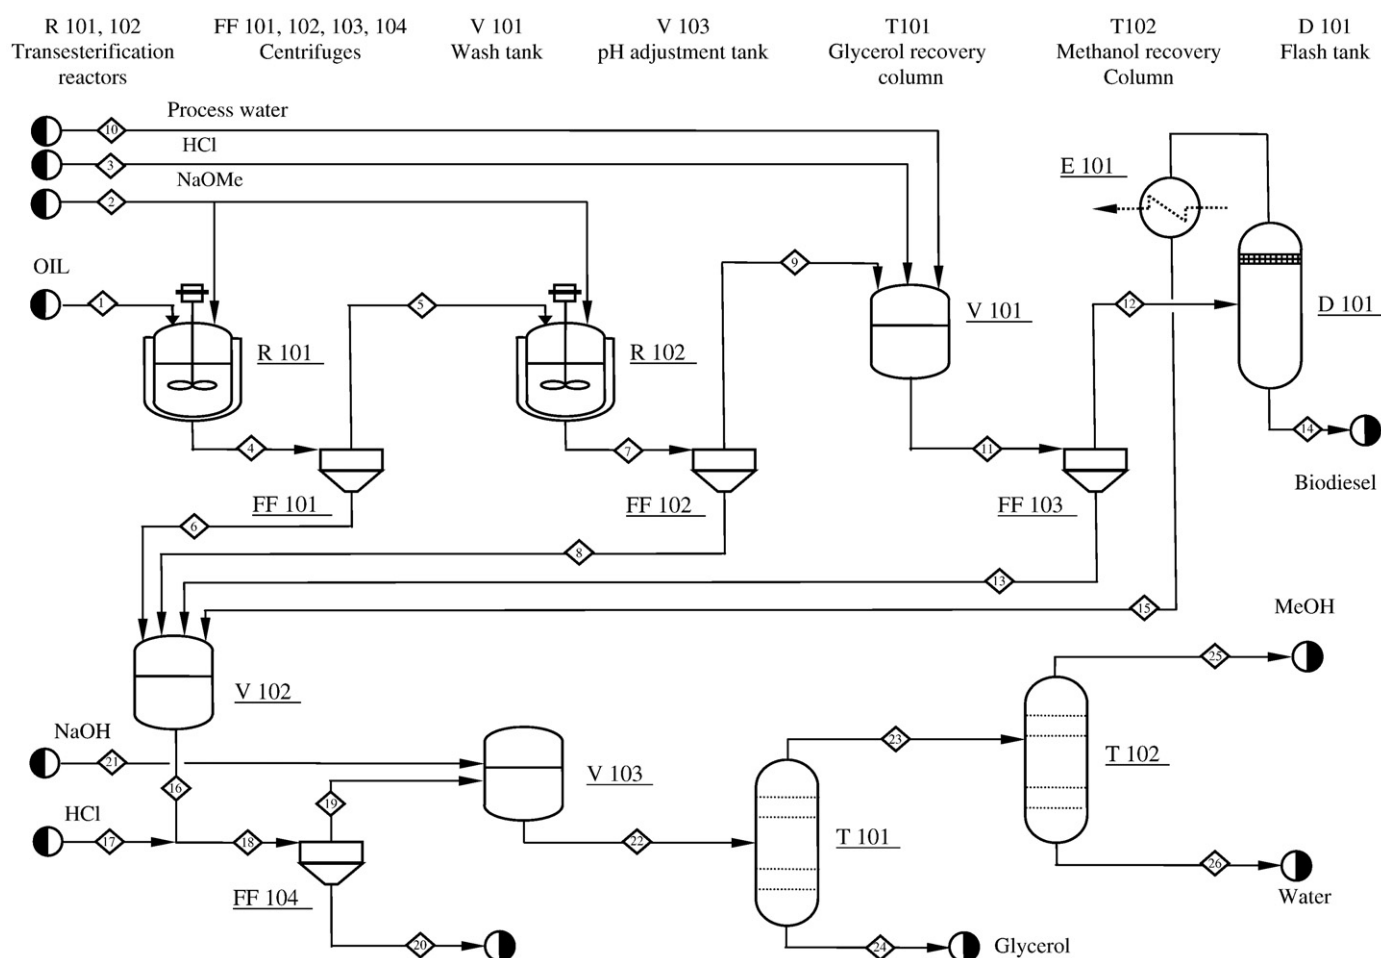 R 101, 102
Transesterification
reactors
FF 101, 102, 103, 104
Centrifuges
V 101
Wash tank
V 103
pH adjustment tank
T101
Glycerol recovery
column
T102
Methanol recovery
Column
D 101
Flash tank
Process water
10
HCl
3
NaOMe
2
E 101
OIL
1
5
9
12
R 101
R 102
V 101
D 101
4
7
11
14
Biodiesel
FF 101
FF 102
FF 103
6
8
13
15
MeOH
25
V 102
NaOH
21
V 103
23
T 102
16
19
HCl
17
18
22
T 101
26
Water
FF 104
20
24
Glycerol